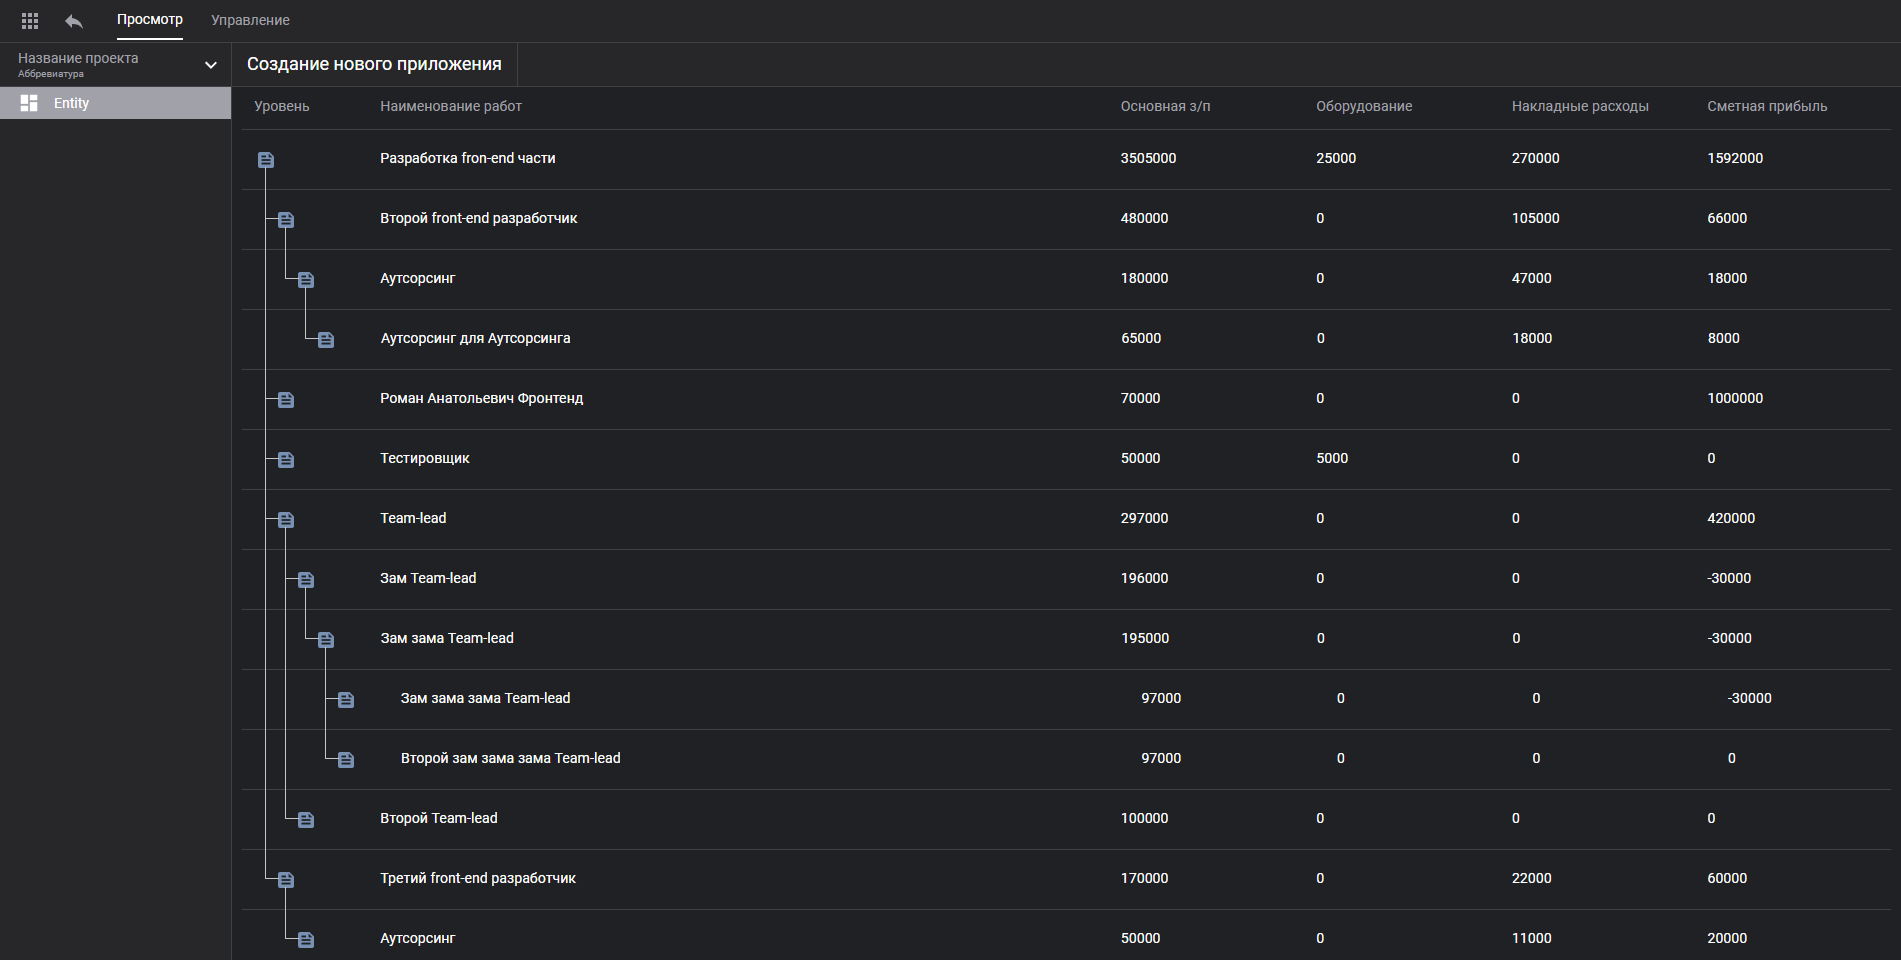 Просмотр Управление
Название проекта
Аббревиатура
Создание нового приложения
Entity
Уровень Наименование работ Основная з/п Оборудование Накладные расходы Сметная прибыль
Разработка fron-end части 3505000 25000 270000 1592000
Второй front-end разработчик 480000 0 105000 66000
Аутсорсинг 180000 0 47000 18000
Аутсорсинг для Аутсорсинга 65000 0 18000 8000
Роман Анатольевич Фронтенд 70000 0 0 1000000
Тестировщик 50000 5000 0 0
Team-lead 297000 0 0 420000
Зам Team-lead 196000 0 0 -30000
Зам зама Team-lead 195000 0 0 -30000
Зам зама зама Team-lead 97000 0 0 -30000
Второй зам зама зама Team-lead 97000 0 0 0
Второй Team-lead 100000 0 0 0
Третий front-end разработчик 170000 0 22000 60000
Аутсорсинг 50000 0 11000 20000